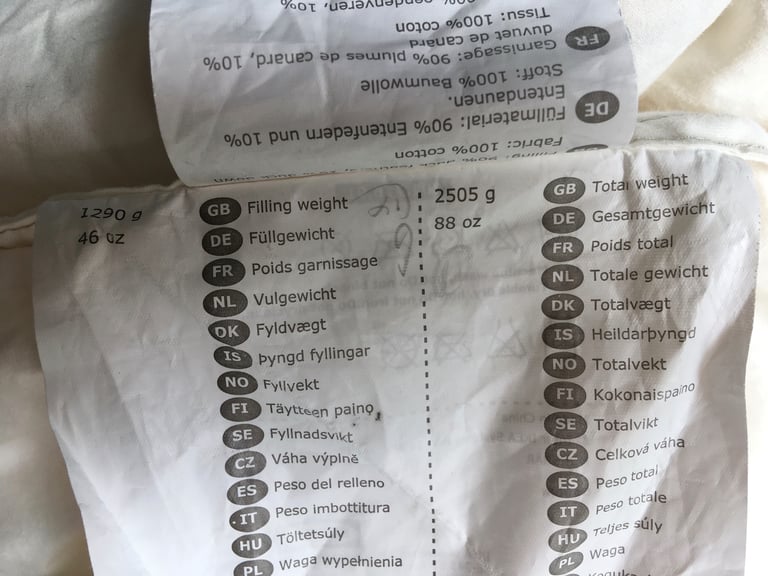 Fabric: 100% cotton
DE Füllmaterial: 90% Entenfedern und 10%
Entendaunen.
Stoff: 100% Baumwolle
FR Garnissage: 90% plumes de canard, 10%
duvuet de canard
Tissu: 100% coton
1290 g
46 oz
GB Filling weight
DE Füllgewicht
FR Poids garnissage
NL Vulgewicht
DK Fyldvægt
IS Þyngd fyllingar
NO Fyllvekt
FI Täytteen paino
SE Fyllnadsvikt
CZ Váha výplně
ES Peso del relleno
IT Peso imbottitura
HU Töltetsúly
PL Waga wypełnienia
2505 g
88 oz
GB Total weight
DE Gesamtgewicht
FR Poids total
NL Totale gewicht
DK Totalvægt
IS Heildarþyngd
NO Totalvekt
FI Kokonaispaino
SE Totalvikt
CZ Celková váha
ES Peso total
IT Peso totale
HU Teljes súly
PL Waga